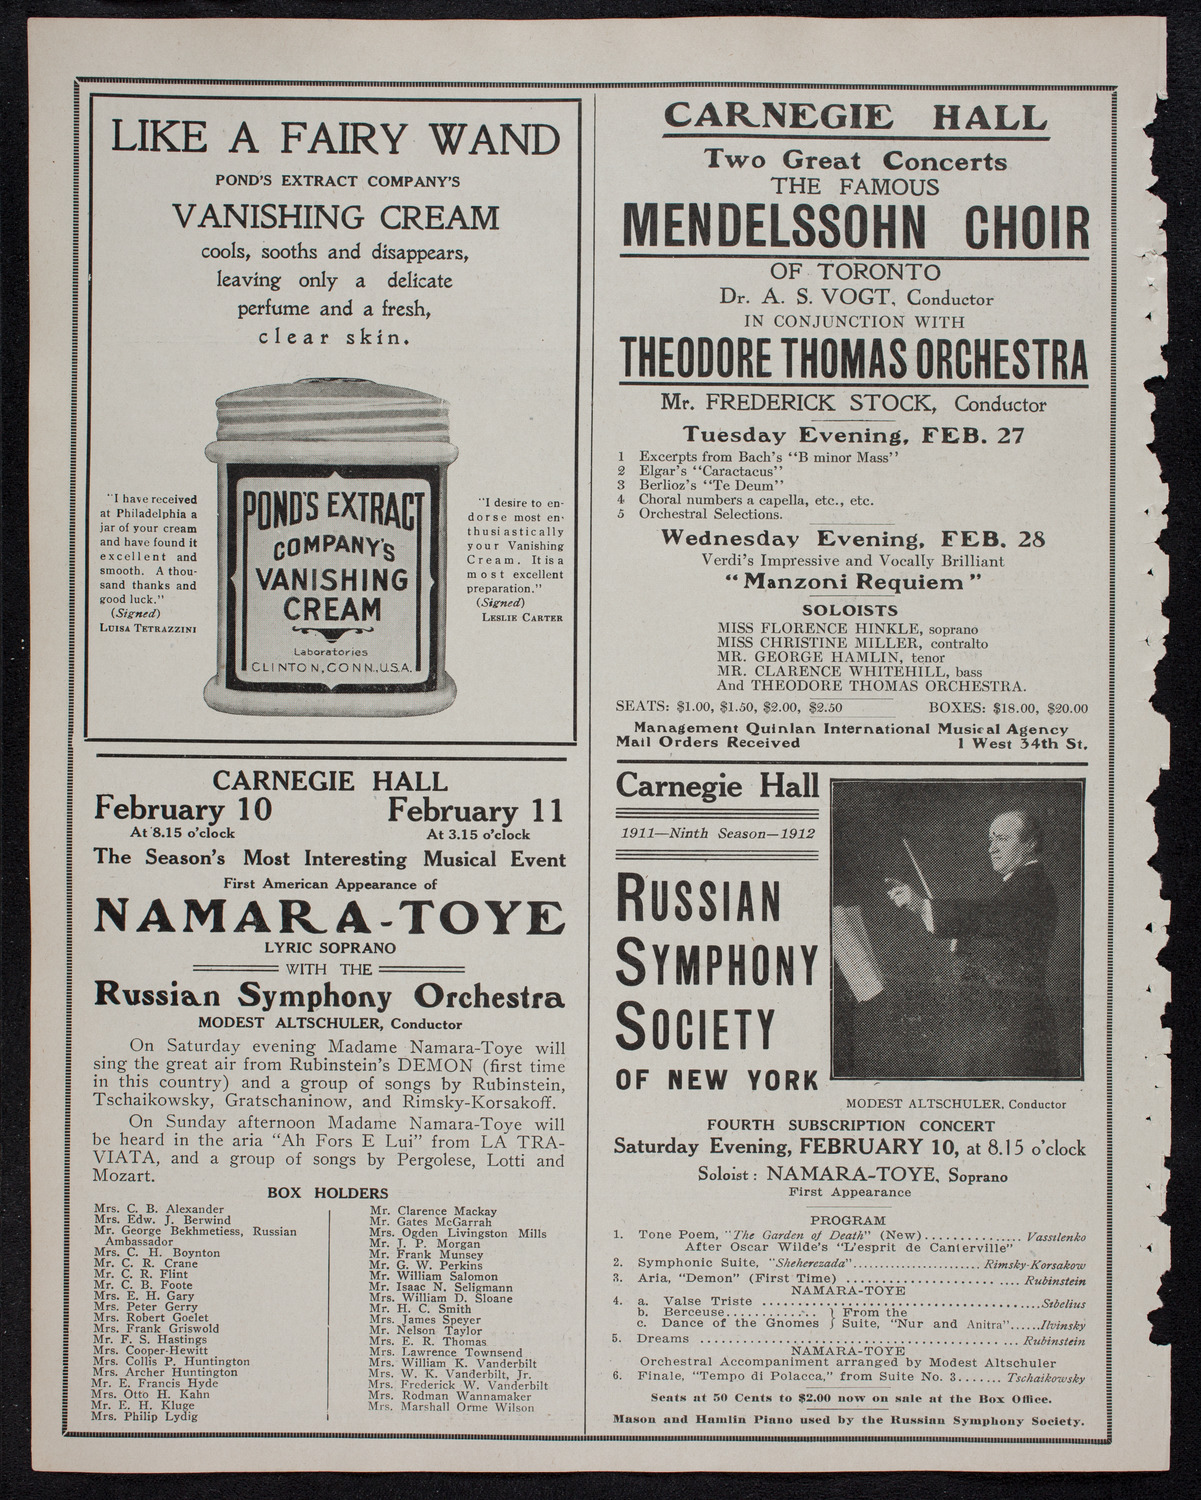 LIKE A FAIRY WAND
POND'S EXTRACT COMPANY'S
VANISHING CREAM
cools, sooths and disappears,
leaving only a delicate
perfume and a fresh,
clear skin.
"I have received
at Philadelphia a
jar of your cream
and have found it
excellent and
smooth. A thou-
sand thanks and
good luck."
(Signed)
LUISA TETRAZZINI
POND'S EXTRACT
COMPANY'S
VANISHING
CREAM
Laboratories
CLINTON, CONN., U.S.A.
"I desire to en-
dorse most en-
thusiastically
your Vanishing
Cream. It is a
most excellent
preparation."
(Signed)
LESLIE CARTER
CARNEGIE HALL
February 10 February 11
At 8.15 o'clock At 3.15 o'clock
The Season's Most Interesting Musical Event
First American Appearance of
NAMARA-TOYE
LYRIC SOPRANO
WITH THE
Russian Symphony Orchestra
MODEST ALTSCHULER, Conductor
On Saturday evening Madame Namara-Toye will
sing the great air from Rubinstein's DEMON (first time
in this country) and a group of songs by Rubinstein,
Tschaikowsky, Gratschaninow, and Rimsky-Korsakoff.
On Sunday afternoon Madame Namara-Toye will
be heard in the aria "Ah Fors E Lui" from LA TRA-
VIATA, and a group of songs by Pergolese, Lotti and
Mozart.
BOX HOLDERS
Mrs. C. B. Alexander
Mrs. Edw. J. Berwind
Mr. George Bekhmetiess, Russian
Ambassador
Mrs. C. H. Boynton
Mr. C. R. Crane
Mr. C. R. Flint
Mr. C. B. Foote
Mrs. E. H. Gary
Mrs. Peter Gerry
Mrs. Robert Goelet
Mrs. Frank Griswold
Mr. F. S. Hastings
Mrs. Cooper-Hewitt
Mrs. Collis P. Huntington
Mrs. Archer Huntington
Mr. E. Francis Hyde
Mrs. Otto H. Kahn
Mr. E. H. Kluge
Mrs. Philip Lydig
Mr. Clarence Mackay
Mr. Gates McGarrah
Mrs. Ogden Livingston Mills
Mr. J. P. Morgan
Mr. Frank Munsey
Mr. G. W. Perkins
Mr. William Salomon
Mr. Isaac N. Seligmann
Mrs. William D. Sloane
Mr. H. C. Smith
Mrs. James Speyer
Mr. Nelson Taylor
Mrs. E. R. Thomas
Mrs. Lawrence Townsend
Mrs. William K. Vanderbilt
Mrs. W. K. Vanderbilt, Jr.
Mrs. Frederick W. Vanderbilt
Mrs. Rodman Wannamaker
Mrs. Marshall Orme Wilson
CARNEGIE HALL
Two Great Concerts
THE FAMOUS
MENDELSSOHN CHOIR
OF TORONTO
Dr. A. S. VOGT, Conductor
IN CONJUNCTION WITH
THEODORE THOMAS ORCHESTRA
Mr. FREDERICK STOCK, Conductor
Tuesday Evening, FEB. 27
1 Excerpts from Bach's "B minor Mass"
2 Elgar's "Caractacus"
3 Berlioz's "Te Deum"
4 Choral numbers a capella, etc., etc.
5 Orchestral Selections.
Wednesday Evening, FEB. 28
Verdi's Impressive and Vocally Brilliant
"Manzoni Requiem"
SOLOISTS
MISS FLORENCE HINKLE, soprano
MISS CHRISTINE MILLER, contralto
MR. GEORGE HAMLIN, tenor
MR. CLARENCE WHITEHILL, bass
And THEODORE THOMAS ORCHESTRA.
SEATS: $1.00, $1.50, $2.00, $2.50 BOXES: $18.00, $20.00
Management Quinlan International Musical Agency
Mail Orders Received 1 West 34th St.
Carnegie Hall
1911—Ninth Season—1912
RUSSIAN
SYMPHONY
SOCIETY
OF NEW YORK
MODEST ALTSCHULER, Conductor
FOURTH SUBSCRIPTION CONCERT
Saturday Evening, FEBRUARY 10, at 8.15 o'clock
Soloist: NAMARA-TOYE, Soprano
First Appearance
PROGRAM
1. Tone Poem, "The Garden of Death" (New)............... Vassilenko
After Oscar Wilde's "L'esprit de Canterville"
2. Symphonic Suite, "Sheherezada"...................... Rimsky-Korsakow
3. Aria, "Demon" (First Time) .......................... Rubinstein
NAMARA-TOYE
4. a. Valse Triste ........................................Sibelius
b. Berceuse.............. } From the
c. Dance of the Gnomes } Suite, "Nur and Anitra"......Ilvinsky
5. Dreams ................................................ Rubinstein
NAMARA-TOYE
Orchestral Accompaniment arranged by Modest Altschuler
6. Finale, "Tempo di Polacca," from Suite No. 3....... Tschaikowsky
Seats at 50 Cents to $2.00 now on sale at the Box Office.
Mason and Hamlin Piano used by the Russian Symphony Society.